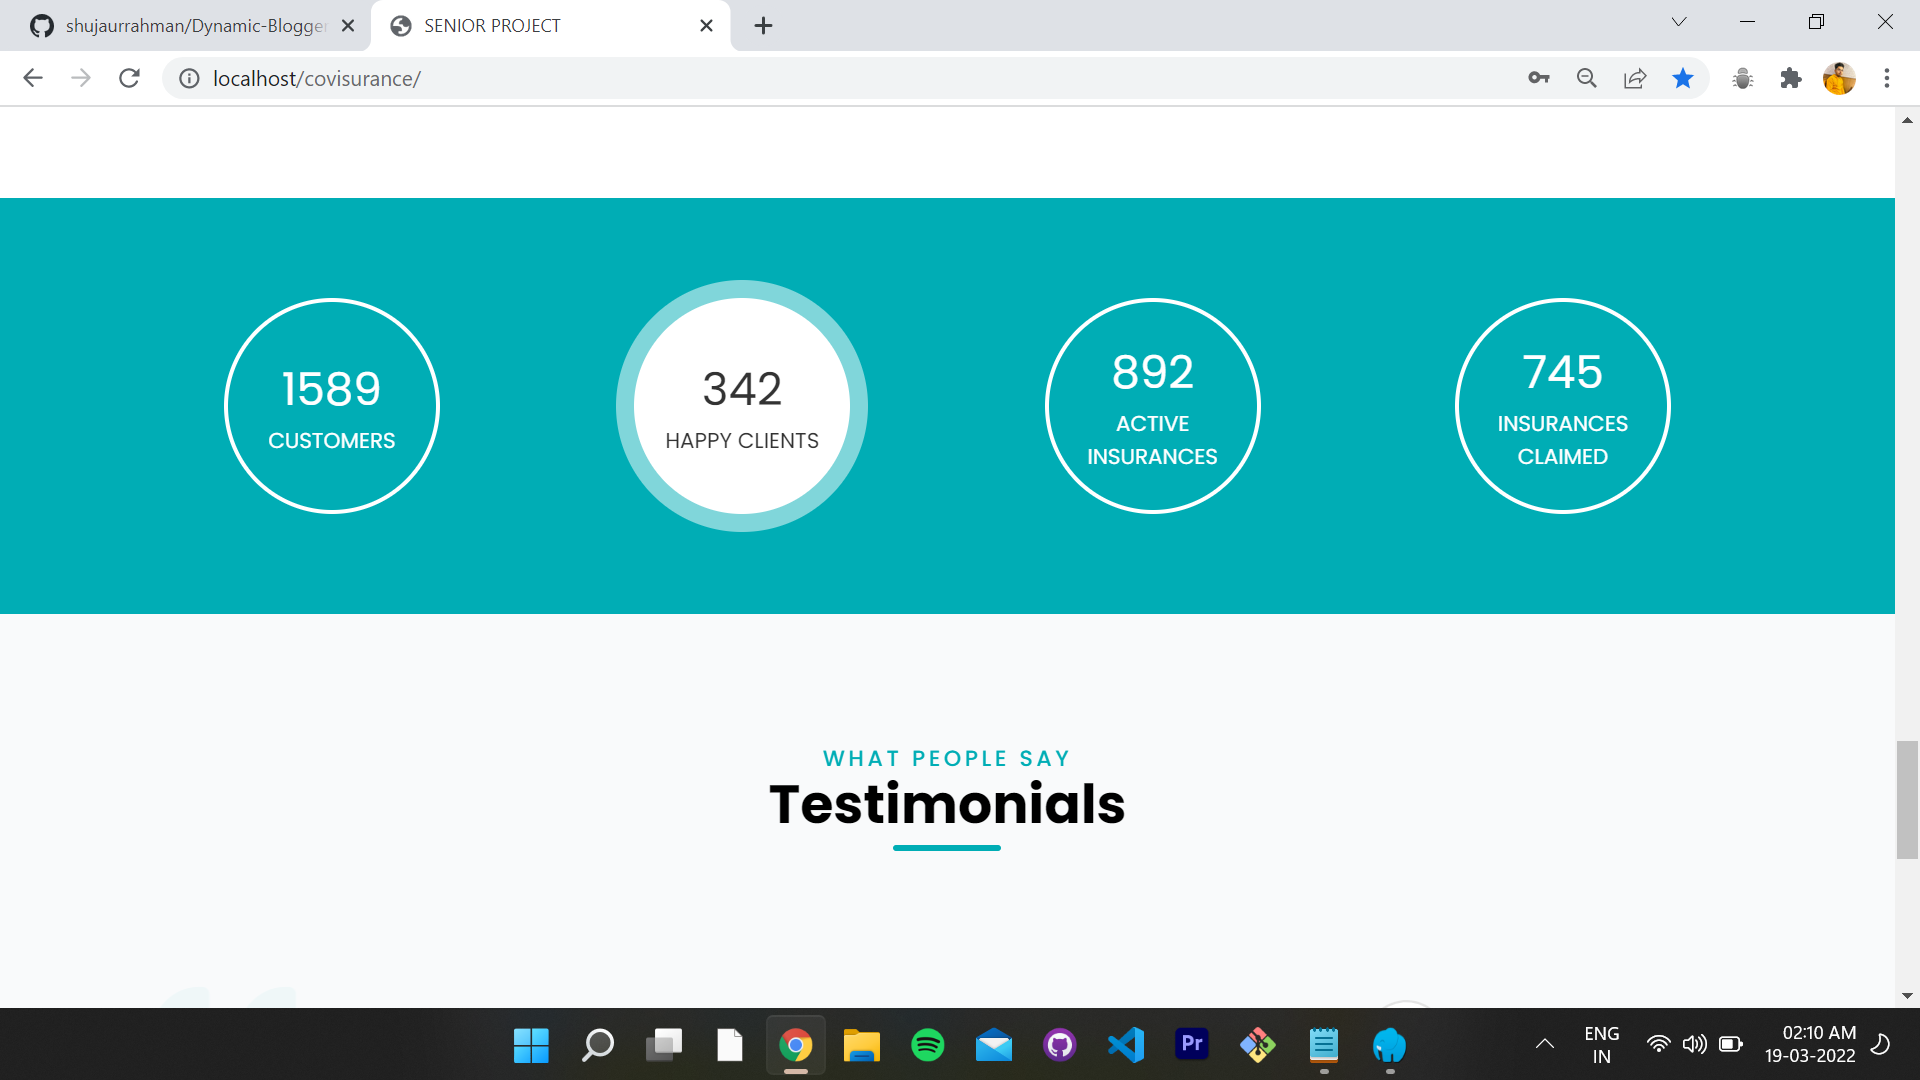 shujaurrahman/Dynamic-Blogger
SENIOR PROJECT
localhost/covisurance/
1589
CUSTOMERS
342
HAPPY CLIENTS
892
ACTIVE
INSURANCES
745
INSURANCES
CLAIMED
WHAT PEOPLE SAY
Testimonials
Pr
ENG
IN
02:10 AM
19-03-2022